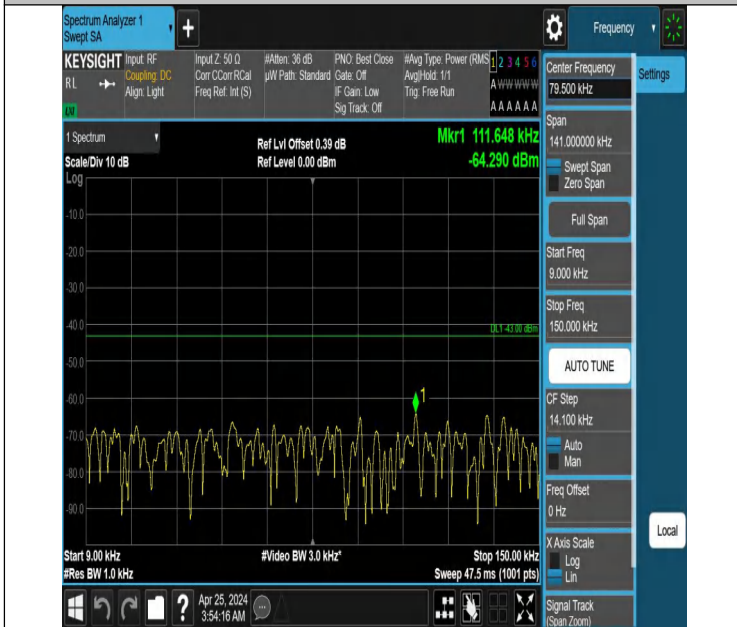 Spectrum Analyzer 1
Swept SA
+
Frequency
KEYSIGHT
RL
Input: RF
Coupling: DC
Align: Light
Input Z: 50 Ω
Corr CCorr RCal
Freq Ref: Int (S)
#Atten: 36 dB
µW Path: Standard
PNO: Best Close
Gate: Off
IF Gain: Low
Sig Track: Off
#Avg Type: Power (RMS
Avg|Hold: 1/1
Trig: Free Run
1 2 3 4 5 6
A W W W W W
A A A A A A
1 Spectrum
Scale/Div 10 dB
Ref Lvl Offset 0.39 dB
Ref Level 0.00 dBm
Mkr1 111.648 kHz
-64.290 dBm
Log
-10.0
-20.0
-30.0
-40.0
DL1 -43.00 dBm
-50.0
-60.0
1
-70.0
-80.0
-90.0
Start 9.00 kHz
#Res BW 1.0 kHz
#Video BW 3.0 kHz*
Stop 150.00 kHz
Sweep 47.5 ms (1001 pts)
Center Frequency
79.500 kHz
Settings
Span
141.000000 kHz
Swept Span
Zero Span
Full Span
Start Freq
9.000 kHz
Stop Freq
150.000 kHz
AUTO TUNE
CF Step
14.100 kHz
Auto
Man
Freq Offset
0 Hz
X Axis Scale
Log
Lin
Local
Signal Track
(Span Zoom)
?
Apr 25, 2024
3:54:16 AM